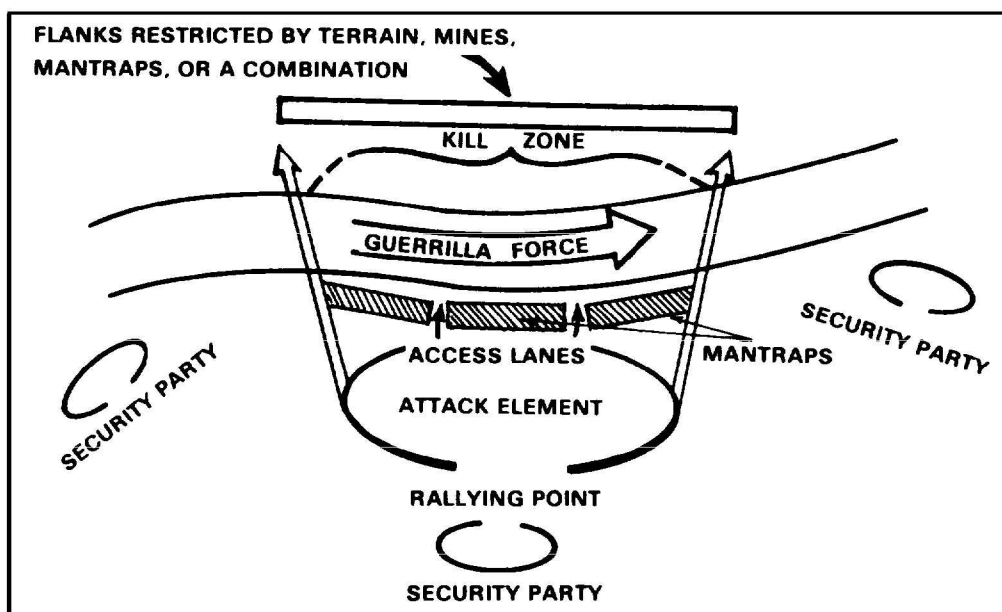 FLANKS RESTRICTED BY TERRAIN, MINES,
MANTRAPS, OR A COMBINATION
KILL ZONE
GUERRILLA FORCE
SECURITY PARTY
ACCESS LANES
MANTRAPS
SECURITY PARTY
ATTACK ELEMENT
RALLYING POINT
SECURITY PARTY